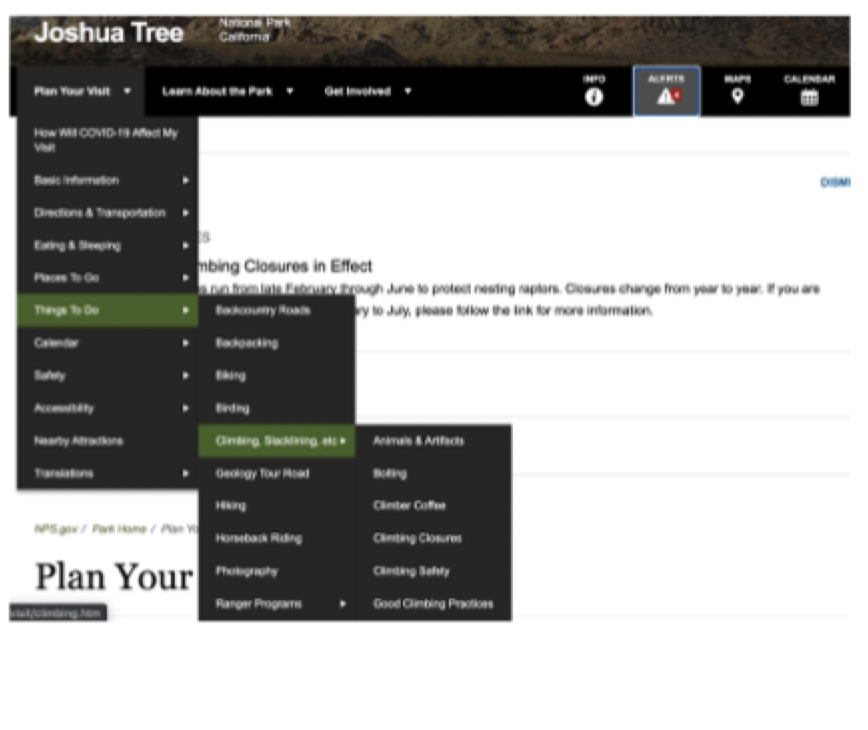 Joshua Tree
National Park
California
Plan Your Visit
Learn About the Park
Get Involved
INFO
ALERTS
MAPS
CALENDAR
How Will COVID-19 Affect My
Visit
Basic Information
Directions & Transportation
Eating & Sleeping
Places To Go
Things To Do
Calendar
Safety
Accessibility
Nearby Attractions
Translations
DISMI
ES
mbing Closures in Effect
s run from late February through June to protect nesting raptors. Closures change from year to year. If you are
ry to July, please follow the link for more information.
Backcountry Roads
Backpacking
Biking
Birding
Climbing, Slacklining, etc
Geology Tour Road
Hiking
Horseback Riding
Photography
Ranger Programs
Animals & Artifacts
Bolting
Climber Coffee
Climbing Closures
Climbing Safety
Good Climbing Practices
NPS.gov / Park Home / Plan Yo
Plan Your
visit/climbing.htm